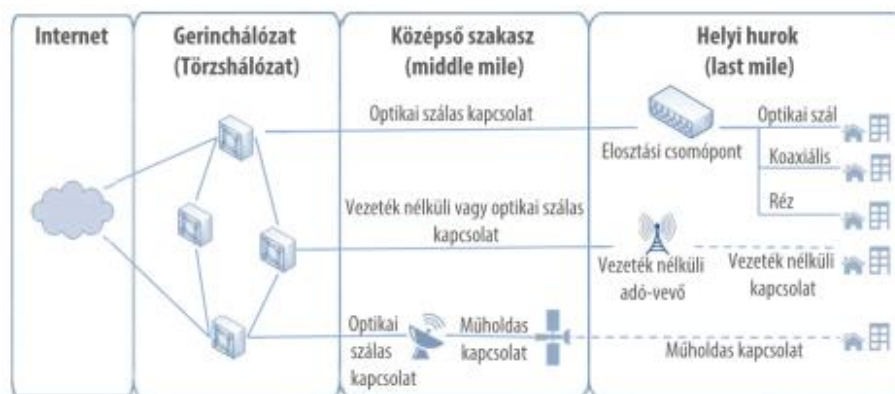 Internet
Gerinchálózat
(Törzshálózat)
Középső szakasz
(middle mile)
Helyi hurok
(last mile)
Optikai szálas kapcsolat
Elosztási csomópont
Optikai szál
Koaxiális
Réz
Vezeték nélküli vagy optikai szálas
kapcsolat
Vezeték nélküli
adó-vevő
Vezeték nélküli
kapcsolat
Optikai
szálas
kapcsolat
Műholdas
kapcsolat
Műholdas kapcsolat